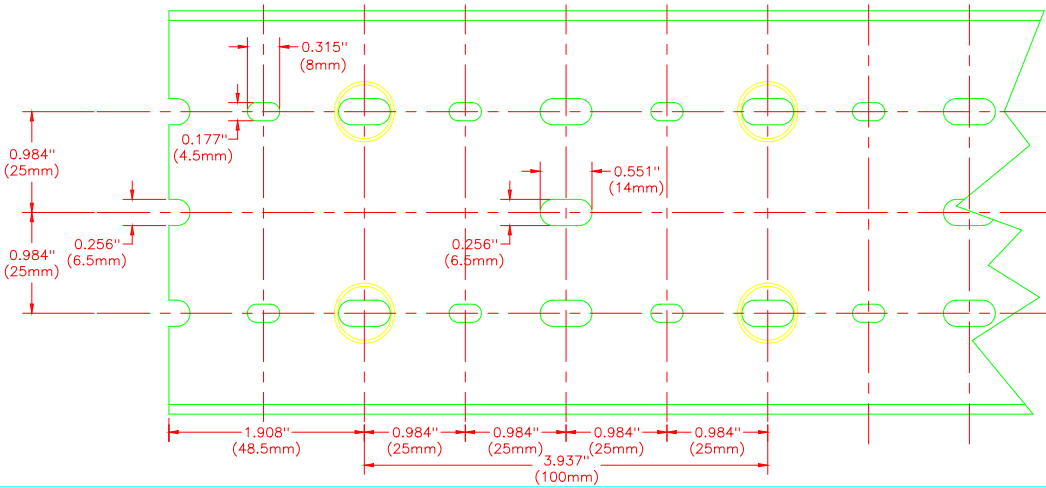 0.315"
(8mm)
0.177"
(4.5mm)
0.984"
(25mm)
0.551"
(14mm)
0.256"
(6.5mm)
0.256"
(6.5mm)
0.984"
(25mm)
1.908"
(48.5mm)
0.984"
(25mm)
0.984"
(25mm)
0.984"
(25mm)
0.984"
(25mm)
3.937"
(100mm)